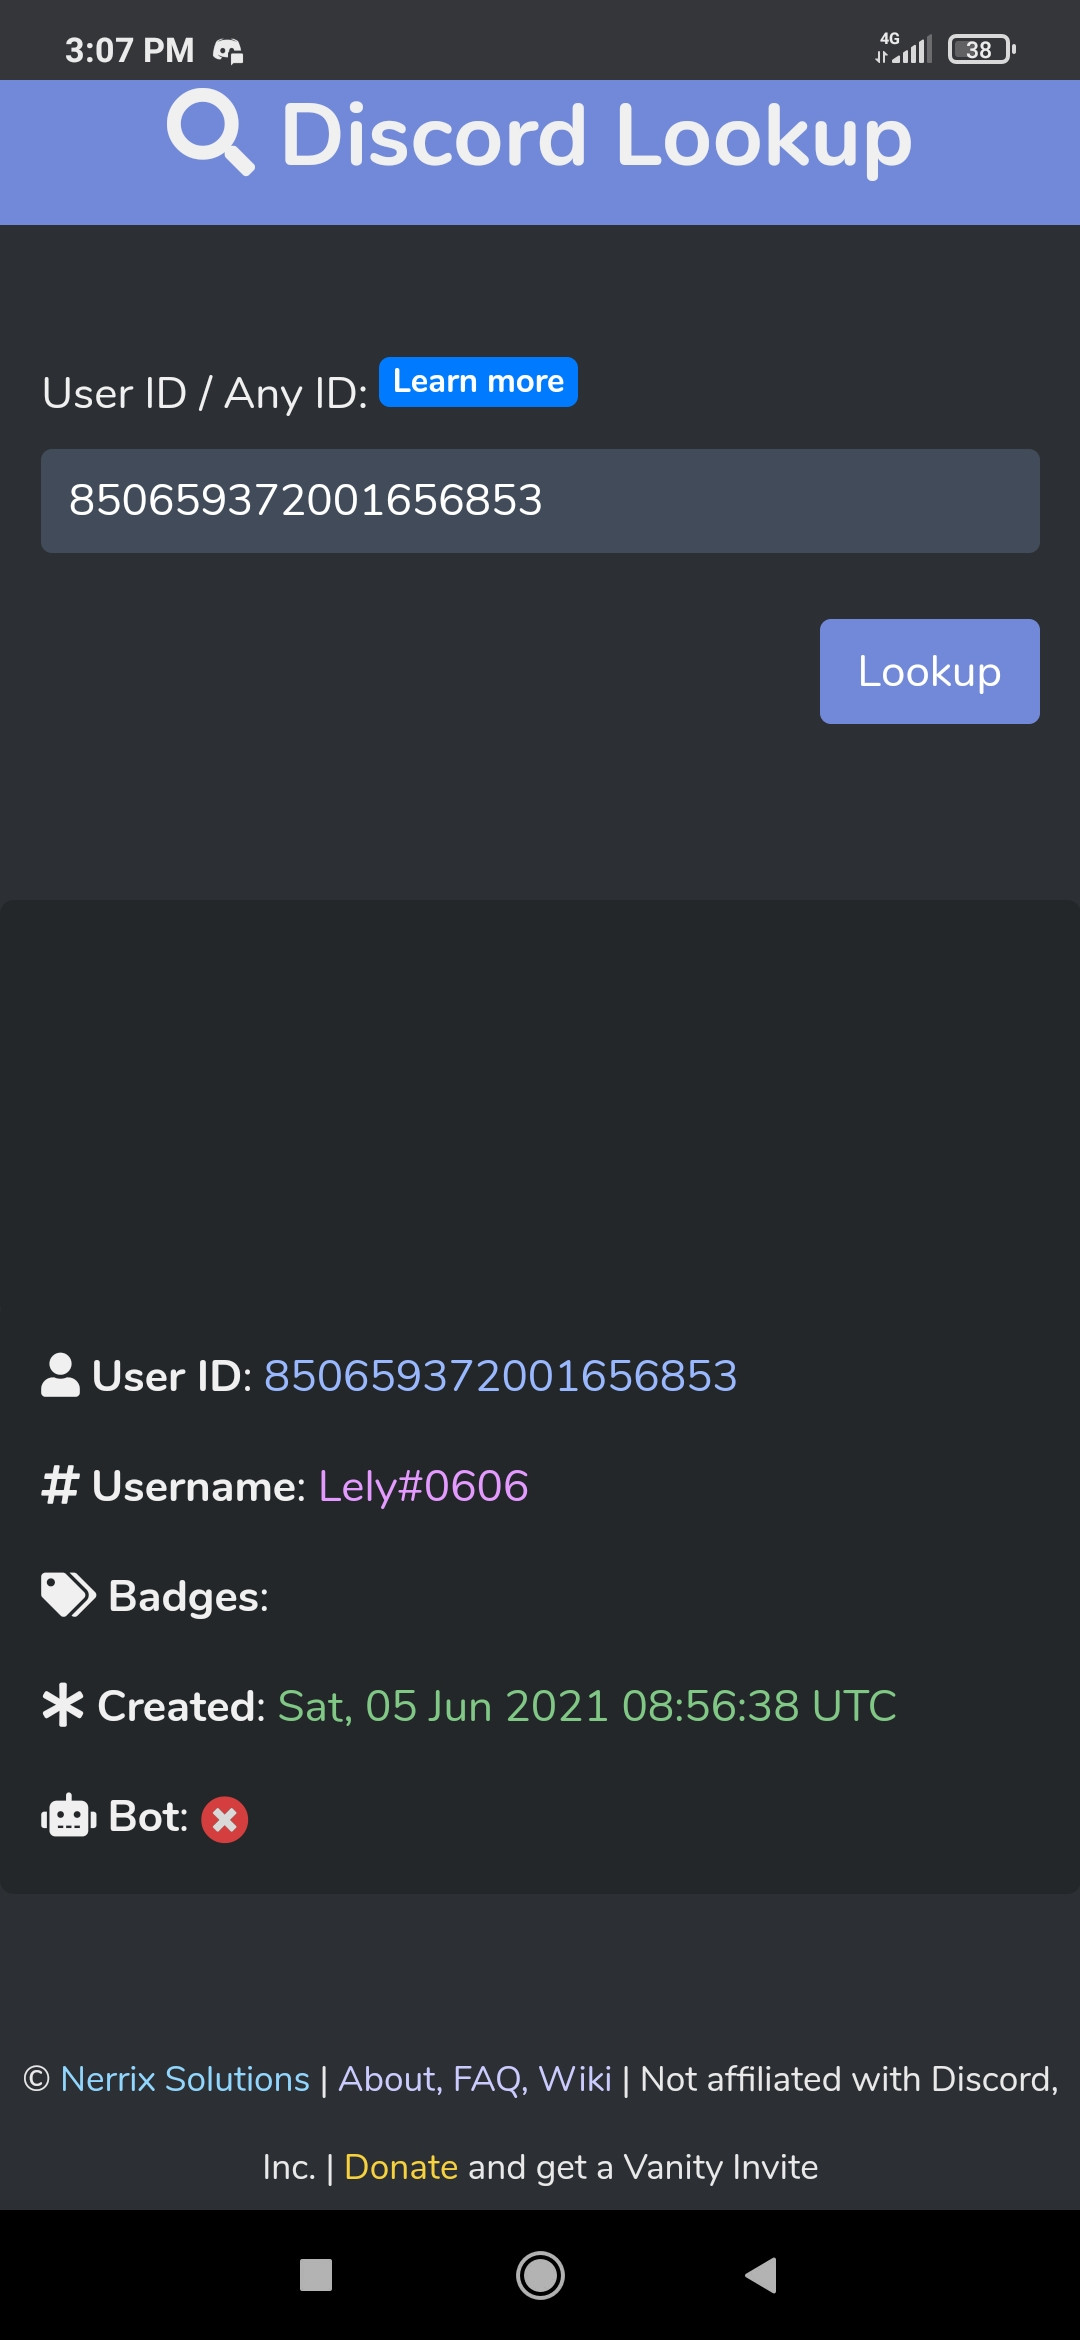 3:07 PM 4G 38
Discord Lookup
User ID / Any ID: Learn more
850659372001656853
Lookup
User ID: 850659372001656853
Username: Lely#0606
Badges:
Created: Sat, 05 Jun 2021 08:56:38 UTC
Bot:
© Nerrix Solutions | About, FAQ, Wiki | Not affiliated with Discord,
Inc. | Donate and get a Vanity Invite